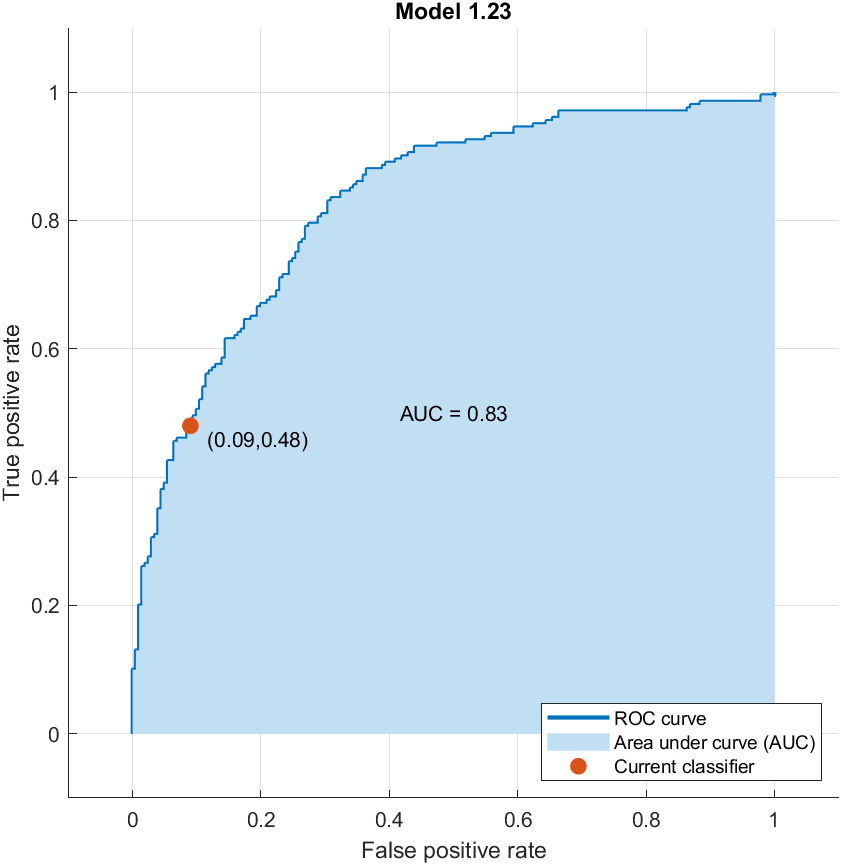 Model 1.23
1
0.8
0.6
0.4
0.2
0
True positive rate
AUC = 0.83
(0.09,0.48)
ROC curve
Area under curve (AUC)
Current classifier
0 0.2 0.4 0.6 0.8 1
False positive rate